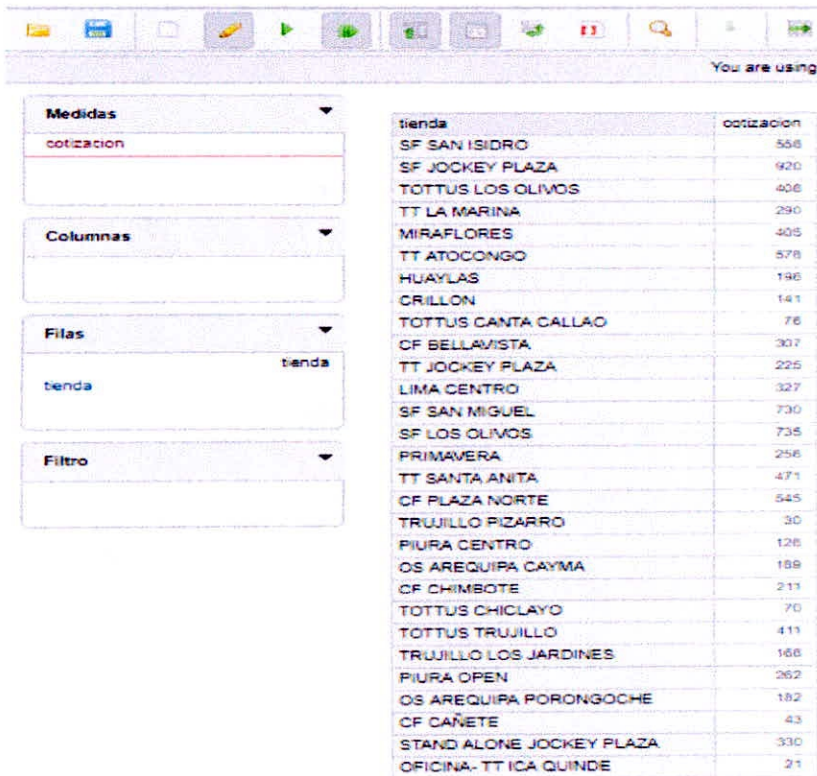 You are using
Medidas
cotizacion
Columnas
Filas
tienda
tienda
Filtro
tienda cotizacion
SF SAN ISIDRO 556
SF JOCKEY PLAZA 920
TOTTUS LOS OLIVOS 406
TT LA MARINA 290
MIRAFLORES 405
TT ATOCONGO 578
HUAYLAS 196
CRILLON 141
TOTTUS CANTA CALLAO 76
CF BELLAVISTA 307
TT JOCKEY PLAZA 225
LIMA CENTRO 327
SF SAN MIGUEL 730
SF LOS OLIVOS 735
PRIMAVERA 256
TT SANTA ANITA 471
CF PLAZA NORTE 545
TRUJILLO PIZARRO 30
PIURA CENTRO 126
OS AREQUIPA CAYMA 189
CF CHIMBOTE 211
TOTTUS CHICLAYO 70
TOTTUS TRUJILLO 411
TRUJILLO LOS JARDINES 166
PIURA OPEN 262
OS AREQUIPA PORONGOCHE 182
CF CAÑETE 43
STAND ALONE JOCKEY PLAZA 330
OFICINA- TT ICA QUINDE 21